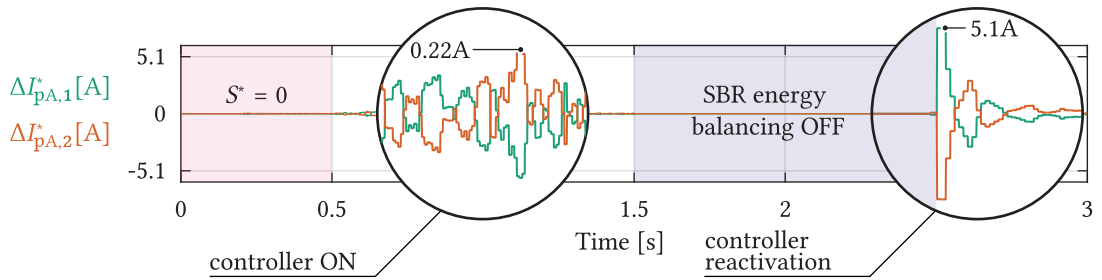 0.22A
5.1A
5.1
ΔI*pA,1[A]
S* = 0
SBR energy
0
balancing OFF
ΔI*pA,2[A]
-5.1
0
0.5
1.5
2
3
Time [s]
controller ON
controller
reactivation